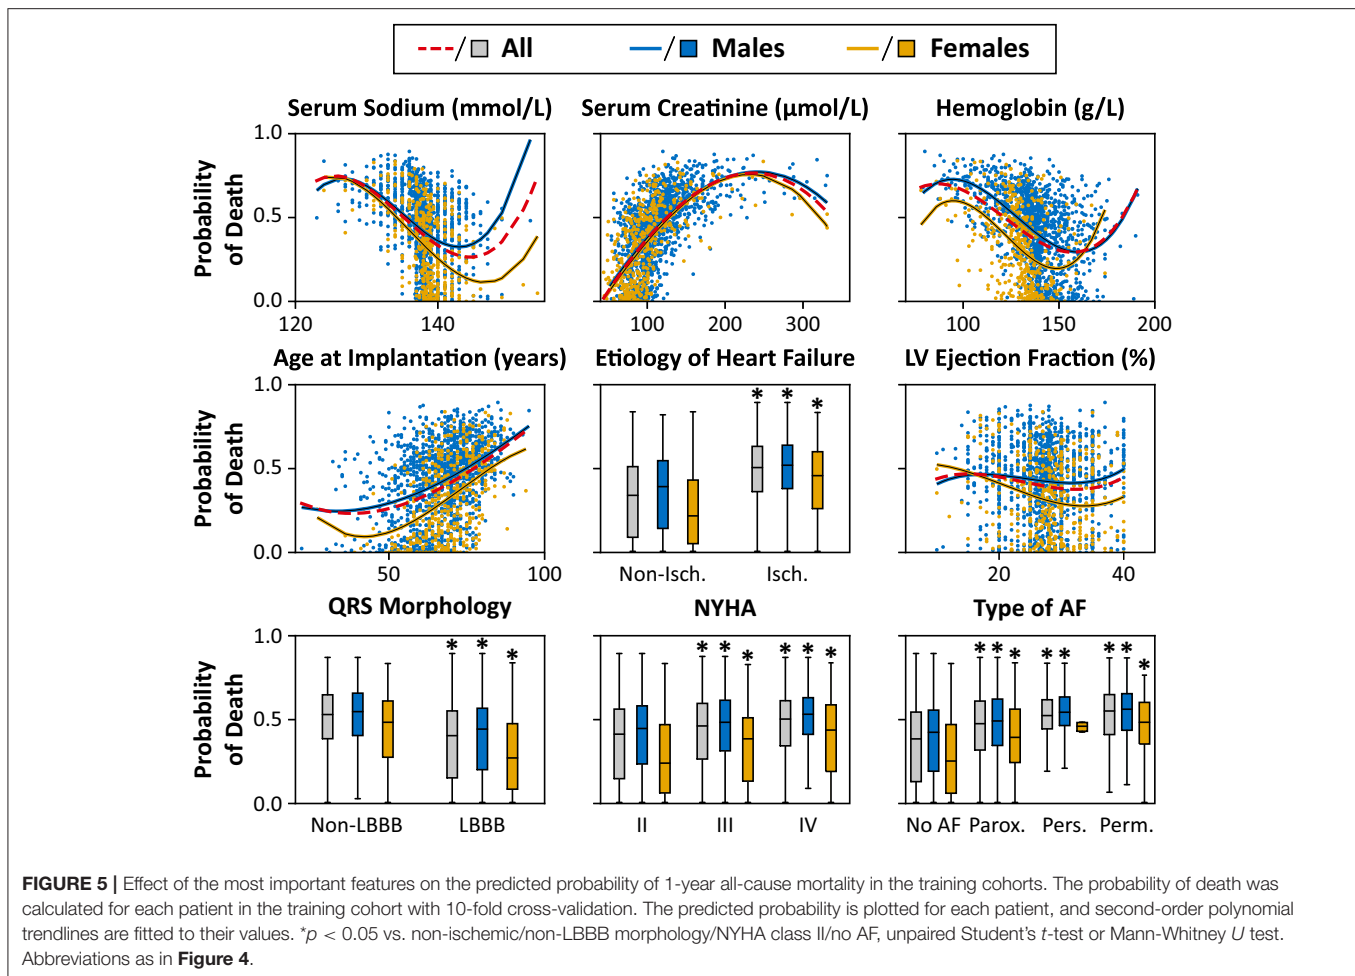 / All / Males / Females
Serum Sodium (mmol/L) Serum Creatinine (µmol/L) Hemoglobin (g/L)
Probability of Death
1.0
0.5
0.0
120 140 100 200 300 100 150 200
Age at Implantation (years) Etiology of Heart Failure LV Ejection Fraction (%)
Probability of Death
1.0
0.5
0.0
* * *
50 100 Non-Isch. Isch. 20 40
QRS Morphology NYHA Type of AF
Probability of Death
1.0
0.5
0.0
* * * * * * * * * * * * * * * * *
Non-LBBB LBBB II III IV No AF Parox. Pers. Perm.
FIGURE 5 | Effect of the most important features on the predicted probability of 1-year all-cause mortality in the training cohorts. The probability of death was
calculated for each patient in the training cohort with 10-fold cross-validation. The predicted probability is plotted for each patient, and second-order polynomial
trendlines are fitted to their values. *p < 0.05 vs. non-ischemic/non-LBBB morphology/NYHA class II/no AF, unpaired Student's t-test or Mann-Whitney U test.
Abbreviations as in Figure 4.